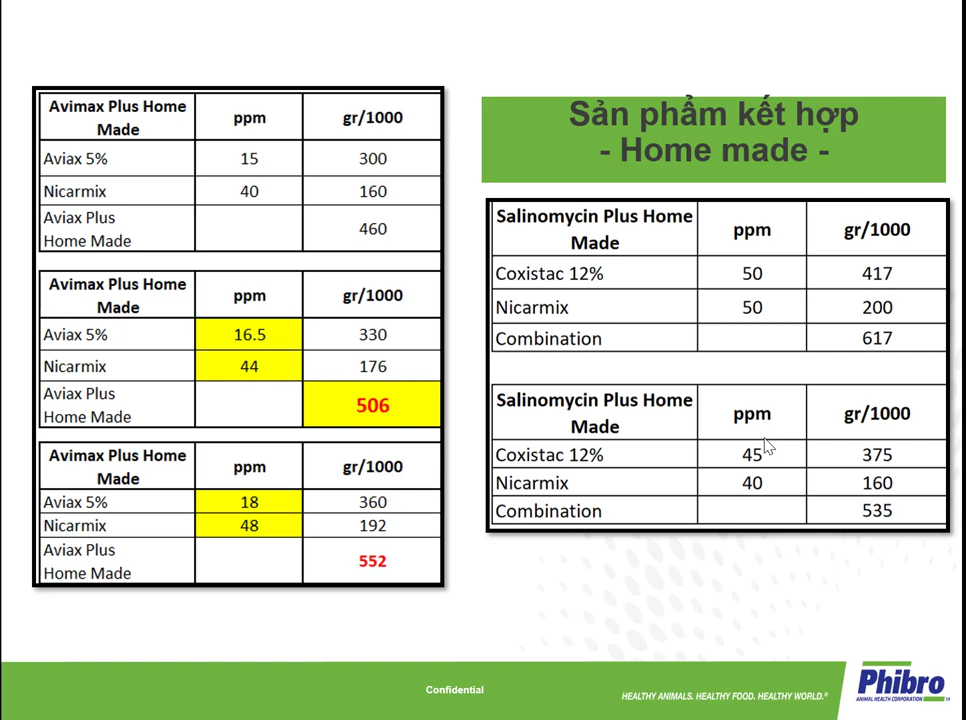 Sản phẩm kết hợp
- Home made -
Avimax Plus Home Made ppm gr/1000
Aviax 5% 15 300
Nicarmix 40 160
Aviax Plus Home Made 460
Avimax Plus Home Made ppm gr/1000
Aviax 5% 16.5 330
Nicarmix 44 176
Aviax Plus Home Made 506
Avimax Plus Home Made ppm gr/1000
Aviax 5% 18 360
Nicarmix 48 192
Aviax Plus Home Made 552
Salinomycin Plus Home Made ppm gr/1000
Coxistac 12% 50 417
Nicarmix 50 200
Combination 617
Salinomycin Plus Home Made ppm gr/1000
Coxistac 12% 45 375
Nicarmix 40 160
Combination 535
Confidential
HEALTHY ANIMALS. HEALTHY FOOD. HEALTHY WORLD.®
Phibro
ANIMAL HEALTH CORPORATION